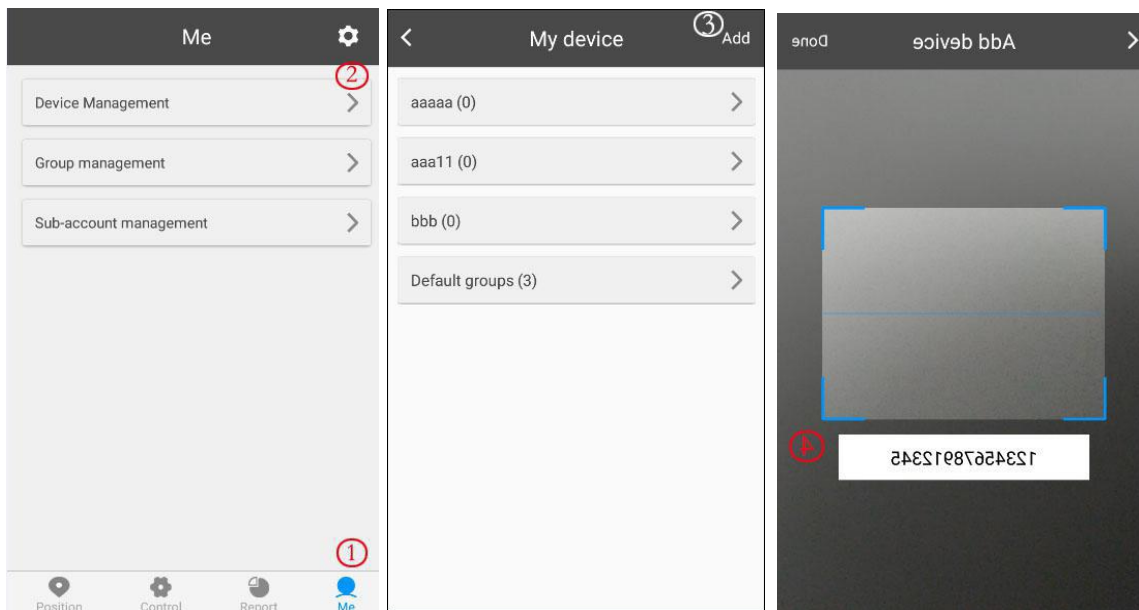 Me
②
Device Management
Group management
Sub-account management
①
Position Control Report Me
My device
③ Add
aaaaa (0)
aaa11 (0)
bbb (0)
Default groups (3)
Add device
Done
④
12345678912345